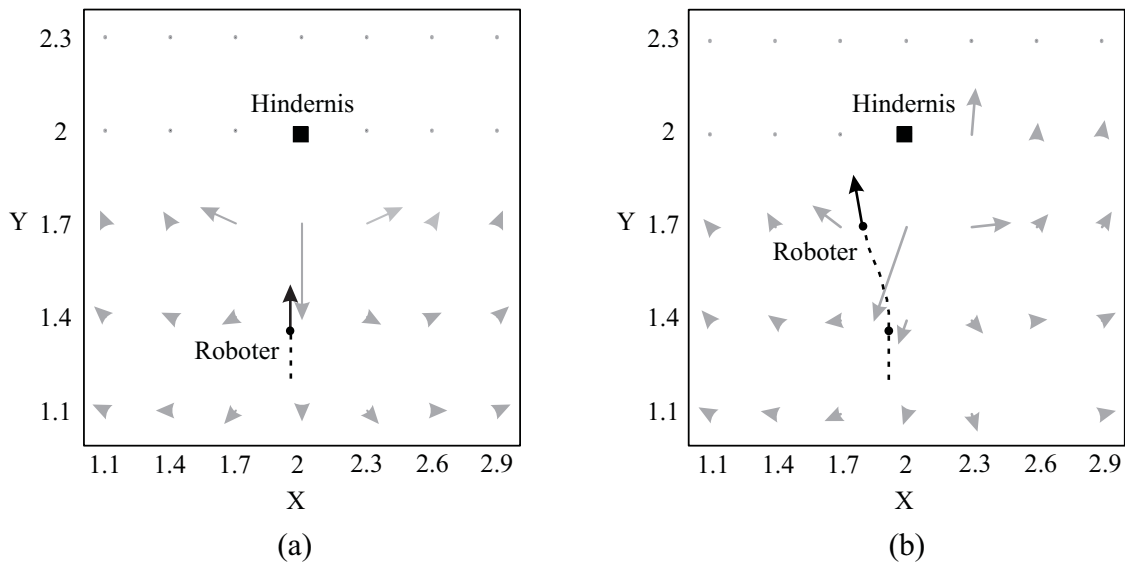 2.3
Hindernis
2
Y 1.7
1.4
Roboter
1.1
1.1 1.4 1.7 2 2.3 2.6 2.9
X
(a)
2.3
Hindernis
2
Y 1.7
Roboter
1.4
1.1
1.1 1.4 1.7 2 2.3 2.6 2.9
X
(b)